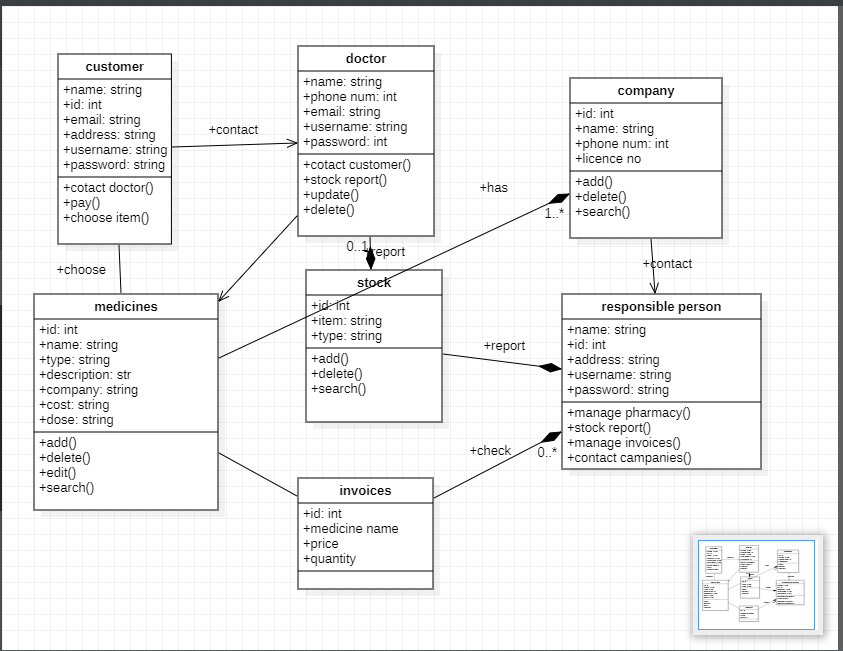 customer
+name: string
+id: int
+email: string
+address: string
+username: string
+password: string
+cotact doctor()
+pay()
+choose item()
+contact
doctor
+name: string
+phone num: int
+email: string
+username: string
+password: int
+cotact customer()
+stock report()
+update()
+delete()
company
+id: int
+name: string
+phone num: int
+licence no
+add()
+delete()
+search()
+has
1..*
0..1
+report
+choose
+contact
medicines
+id: int
+name: string
+type: string
+description: str
+company: string
+cost: string
+dose: string
+add()
+delete()
+edit()
+search()
stock
+id: int
+item: string
+type: string
+add()
+delete()
+search()
+report
responsible person
+name: string
+id: int
+address: string
+username: string
+password: string
+manage pharmacy()
+stock report()
+manage invoices()
+contact campanies()
+check
0..*
invoices
+id: int
+medicine name
+price
+quantity